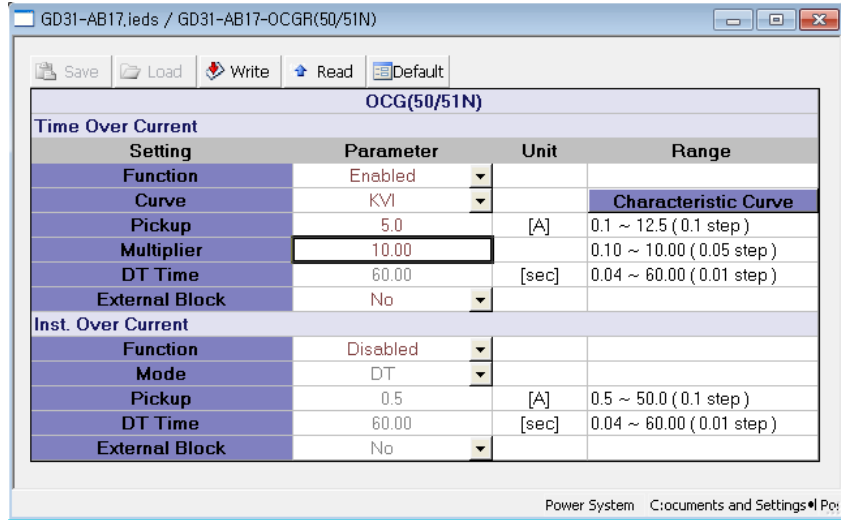 GD31-AB17.ieds / GD31-AB17-OCGR(50/51N)
Save Load Write Read Default
OCG(50/51N)
Time Over Current
Setting Parameter Unit Range
Function Enabled
Curve KVI Characteristic Curve
Pickup 5.0 [A] 0.1 ~ 12.5 ( 0.1 step )
Multiplier 10.00 0.10 ~ 10.00 ( 0.05 step )
DT Time 60.00 [sec] 0.04 ~ 60.00 ( 0.01 step )
External Block No
Inst. Over Current
Function Disabled
Mode DT
Pickup 0.5 [A] 0.5 ~ 50.0 ( 0.1 step )
DT Time 60.00 [sec] 0.04 ~ 60.00 ( 0.01 step )
External Block No
Power System C:ocuments and Settings